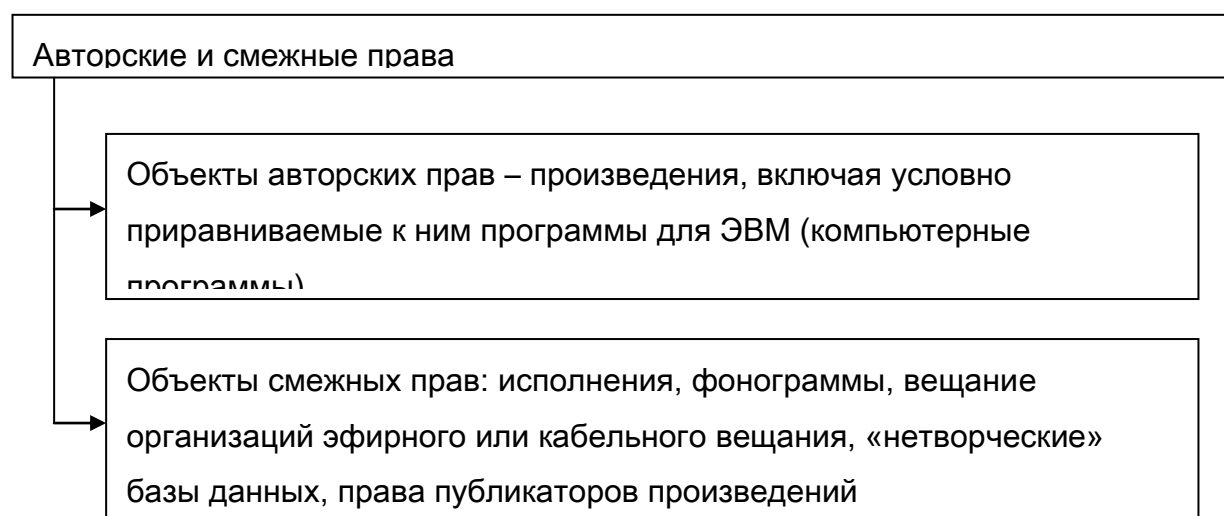 Авторские и смежные права
Объекты авторских прав – произведения, включая условно
приравниваемые к ним программы для ЭВМ (компьютерные
программы)
Объекты смежных прав: исполнения, фонограммы, вещание
организаций эфирного или кабельного вещания, «нетворческие»
базы данных, права публикаторов произведений